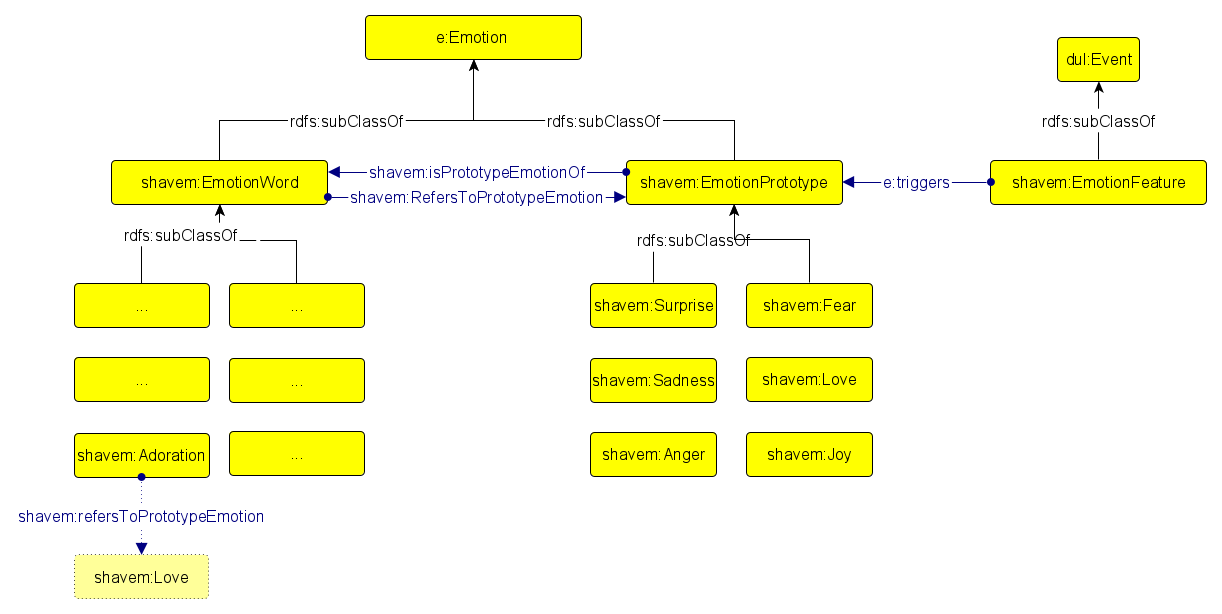 e:Emotion
dul:Event
rdfs:subClassOf
rdfs:subClassOf
rdfs:subClassOf
shavem:EmotionWord
shavem:isPrototypeEmotionOf
shavem:RefersToPrototypeEmotion
shavem:EmotionPrototype
e:triggers
shavem:EmotionFeature
rdfs:subClassOf
rdfs:subClassOf
...
...
shavem:Surprise
shavem:Fear
...
...
shavem:Sadness
shavem:Love
shavem:Adoration
...
shavem:Anger
shavem:Joy
shavem:refersToPrototypeEmotion
shavem:Love